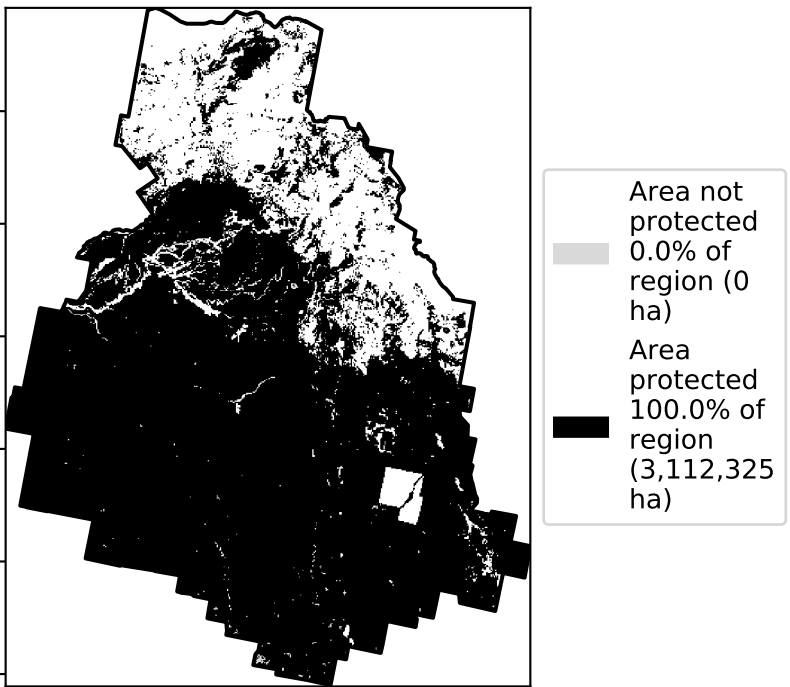 Area not
protected
0.0% of
region (0
ha)
Area
protected
100.0% of
region
(3,112,325
ha)